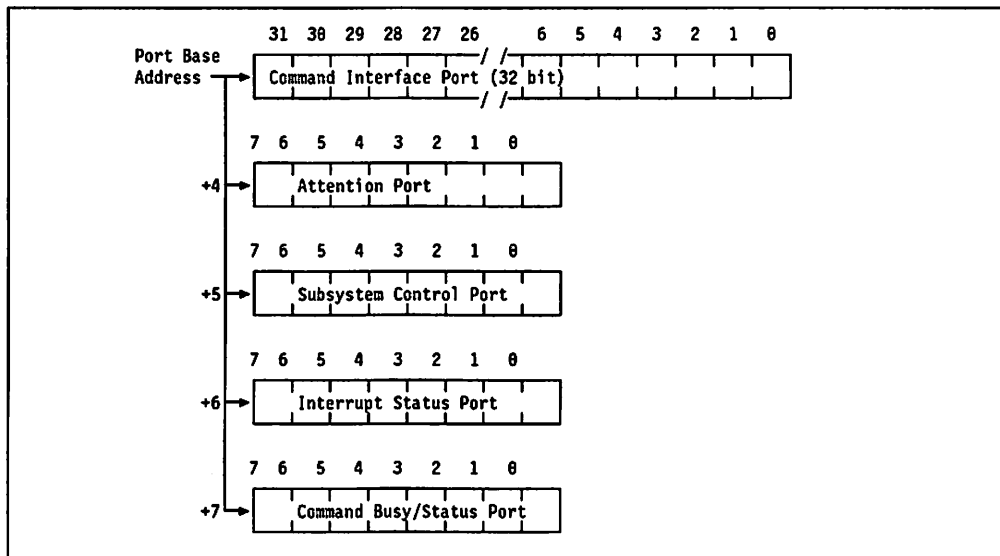 31 30 29 28 27 26 6 5 4 3 2 1 0
Port Base
Address
Command Interface Port (32 bit)
7 6 5 4 3 2 1 0
+4
Attention Port
7 6 5 4 3 2 1 0
+5
Subsystem Control Port
7 6 5 4 3 2 1 0
+6
Interrupt Status Port
7 6 5 4 3 2 1 0
+7
Command Busy/Status Port